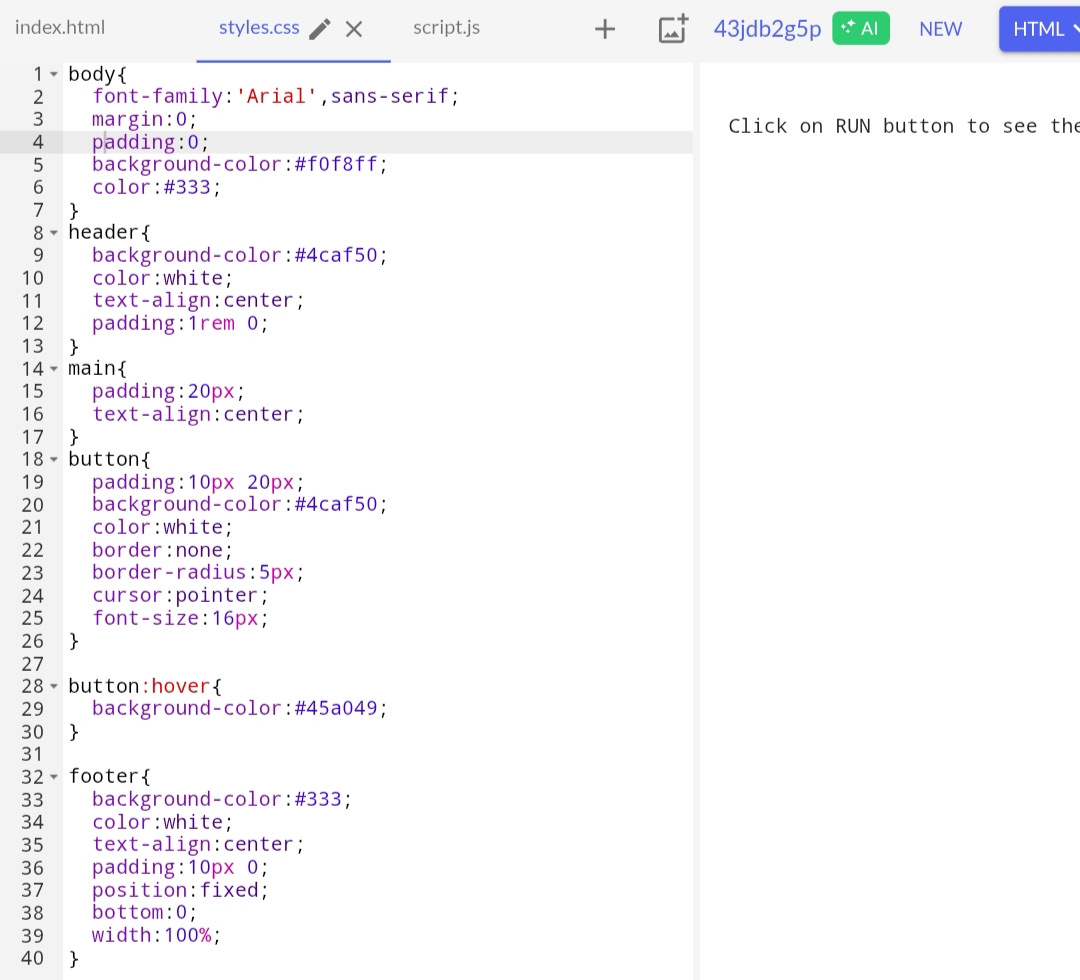 index.html styles.css script.js 43jdb2g5p AI NEW HTML
1 body{
2 font-family:'Arial',sans-serif;
3 margin:0;
Click on RUN button to see the
4 padding:0;
5 background-color:#f0f8ff;
6 color:#333;
7 }
8 header{
9 background-color:#4caf50;
10 color:white;
11 text-align:center;
12 padding:1rem 0;
13 }
14 main{
15 padding:20px;
16 text-align:center;
17 }
18 button{
19 padding:10px 20px;
20 background-color:#4caf50;
21 color:white;
22 border:none;
23 border-radius:5px;
24 cursor:pointer;
25 font-size:16px;
26 }
27
28 button:hover{
29 background-color:#45a049;
30 }
31
32 footer{
33 background-color:#333;
34 color:white;
35 text-align:center;
36 padding:10px 0;
37 position:fixed;
38 bottom:0;
39 width:100%;
40 }